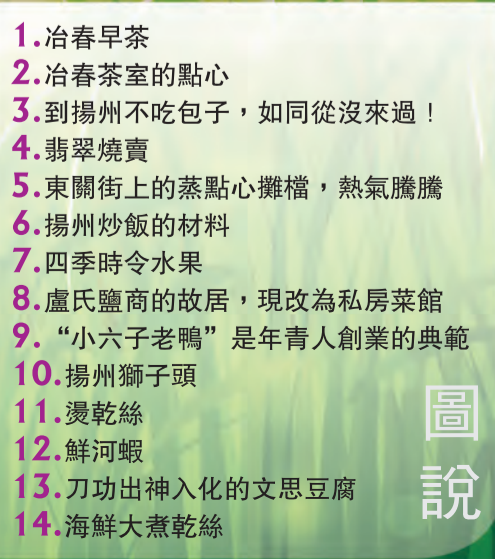 1.冶春早茶
2.冶春茶室的點心
3.到揚州不吃包子，如同從沒來過！
4.翡翠燒賣
5.東關街上的蒸點心攤檔，熱氣騰騰
6.揚州炒飯的材料
7.四季時令水果
8.盧氏鹽商的故居，現改為私房菜館
9.“小六子老鴨”是年青人創業的典範
10.揚州獅子頭
11.燙乾絲
12.鮮河蝦
13.刀功出神入化的文思豆腐
14.海鮮大煮乾絲
圖說